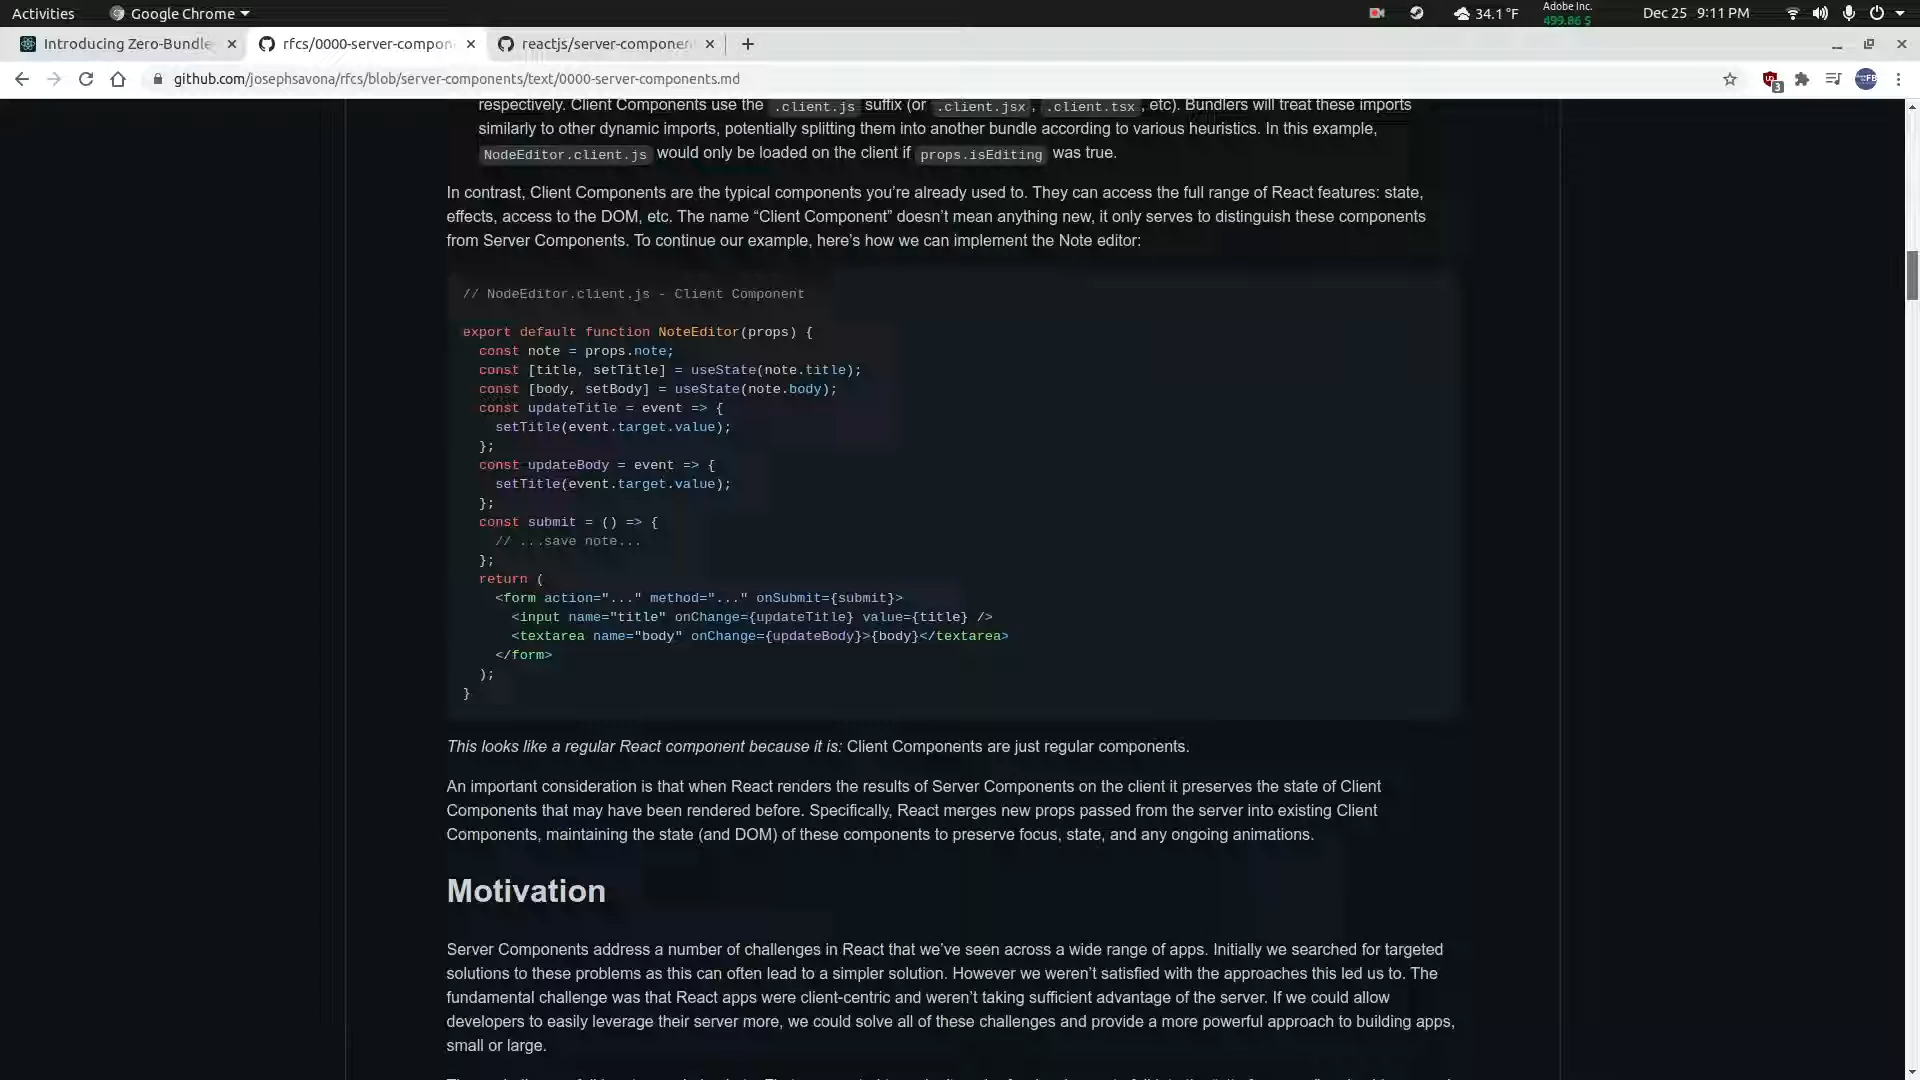 Activities Google Chrome 34.1°F Adobe Inc. 499.86 $ Dec 25 9:11 PM
Introducing Zero-Bundle rfcs/0000-server-compon reactjs/server-componen
github.com/josephsavona/rfcs/blob/server-components/text/0000-server-components.md
respectively. Client Components use the .client.js suffix (or .client.jsx, .client.tsx, etc). Bundlers will treat these imports
similarly to other dynamic imports, potentially splitting them into another bundle according to various heuristics. In this example,
NodeEditor.client.js would only be loaded on the client if props.isEditing was true.
In contrast, Client Components are the typical components you’re already used to. They can access the full range of React features: state,
effects, access to the DOM, etc. The name “Client Component” doesn’t mean anything new, it only serves to distinguish these components
from Server Components. To continue our example, here’s how we can implement the Note editor:
// NodeEditor.client.js - Client Component
export default function NoteEditor(props) {
const note = props.note;
const [title, setTitle] = useState(note.title);
const [body, setBody] = useState(note.body);
const updateTitle = event => {
setTitle(event.target.value);
};
const updateBody = event => {
setTitle(event.target.value);
};
const submit = () => {
// ...save note...
};
return (
<form action="..." method="..." onSubmit={submit}>
<input name="title" onChange={updateTitle} value={title} />
<textarea name="body" onChange={updateBody}>{body}</textarea>
</form>
);
}
This looks like a regular React component because it is: Client Components are just regular components.
An important consideration is that when React renders the results of Server Components on the client it preserves the state of Client
Components that may have been rendered before. Specifically, React merges new props passed from the server into existing Client
Components, maintaining the state (and DOM) of these components to preserve focus, state, and any ongoing animations.
Motivation
Server Components address a number of challenges in React that we’ve seen across a wide range of apps. Initially we searched for targeted
solutions to these problems as this can often lead to a simpler solution. However we weren’t satisfied with the approaches this led us to. The
fundamental challenge was that React apps were client-centric and weren’t taking sufficient advantage of the server. If we could allow
developers to easily leverage their server more, we could solve all of these challenges and provide a more powerful approach to building apps,
small or large.